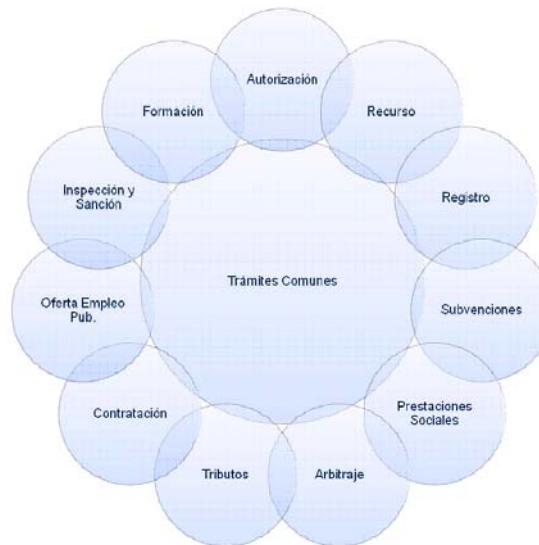 Autorización
Formación
Recurso
Inspección y
Sanción
Registro
Trámites Comunes
Oferta Empleo
Pub.
Subvenciones
Contratación
Prestaciones
Sociales
Tributos
Arbitraje